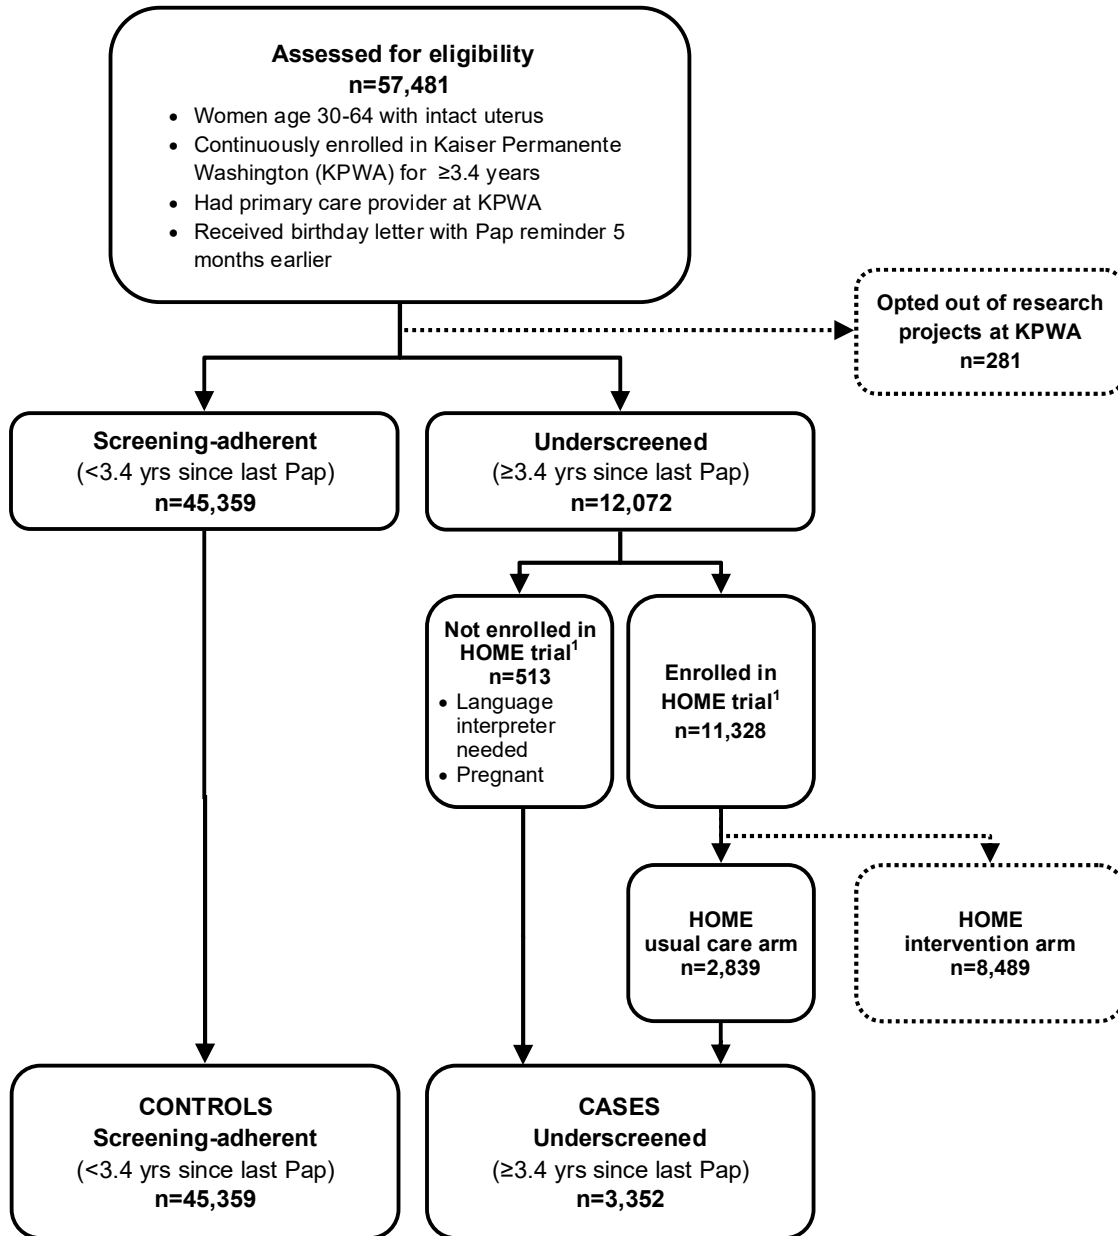 Assessed for eligibility
n=57,481
• Women age 30-64 with intact uterus
• Continuously enrolled in Kaiser Permanente
Washington (KPWA) for ≥3.4 years
• Had primary care provider at KPWA
• Received birthday letter with Pap reminder 5
months earlier
Opted out of research
projects at KPWA
n=281
Screening-adherent
(<3.4 yrs since last Pap)
n=45,359
Underscreened
(≥3.4 yrs since last Pap)
n=12,072
Not enrolled in
HOME trial¹
n=513
• Language
interpreter
needed
• Pregnant
Enrolled in
HOME trial¹
n=11,328
HOME
usual care arm
n=2,839
HOME
intervention arm
n=8,489
CONTROLS
Screening-adherent
(<3.4 yrs since last Pap)
n=45,359
CASES
Underscreened
(≥3.4 yrs since last Pap)
n=3,352